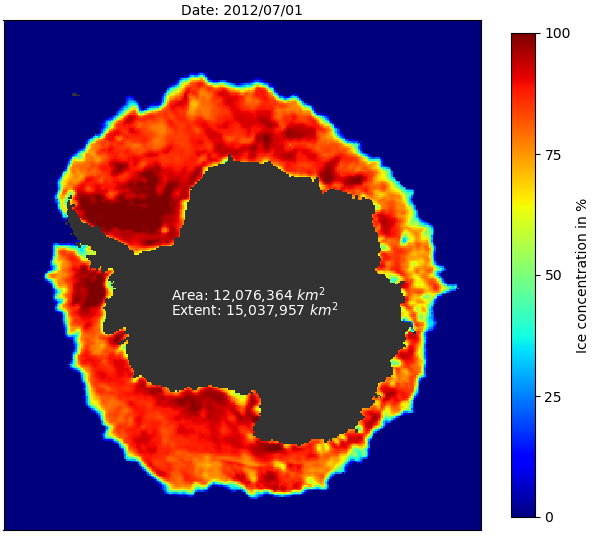 Date: 2012/07/01
Area: 12,076,364 km²
Extent: 15,037,957 km²
100
75
50
25
0
Ice concentration in %